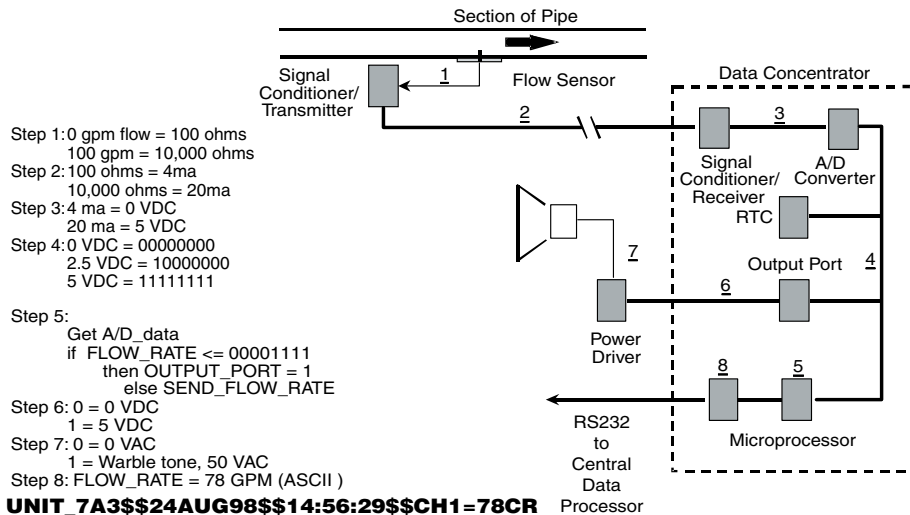 Section of Pipe
Signal
Conditioner/
Transmitter
1
Flow Sensor
2
Data Concentrator
3
Signal
Conditioner/
Receiver
A/D
Converter
RTC
4
Output Port
6
7
Power
Driver
8
5
Microprocessor
RS232
to
Central
Data
Processor
Step 1: 0 gpm flow = 100 ohms
100 gpm = 10,000 ohms
Step 2: 100 ohms = 4ma
10,000 ohms = 20ma
Step 3: 4 ma = 0 VDC
20 ma = 5 VDC
Step 4: 0 VDC = 00000000
2.5 VDC = 10000000
5 VDC = 11111111
Step 5:
Get A/D_data
if FLOW_RATE <= 00001111
then OUTPUT_PORT = 1
else SEND_FLOW_RATE
Step 6: 0 = 0 VDC
1 = 5 VDC
Step 7: 0 = 0 VAC
1 = Warble tone, 50 VAC
Step 8: FLOW_RATE = 78 GPM (ASCII )
UNIT_7A3$$24AUG98$$14:56:29$$CH1=78CR